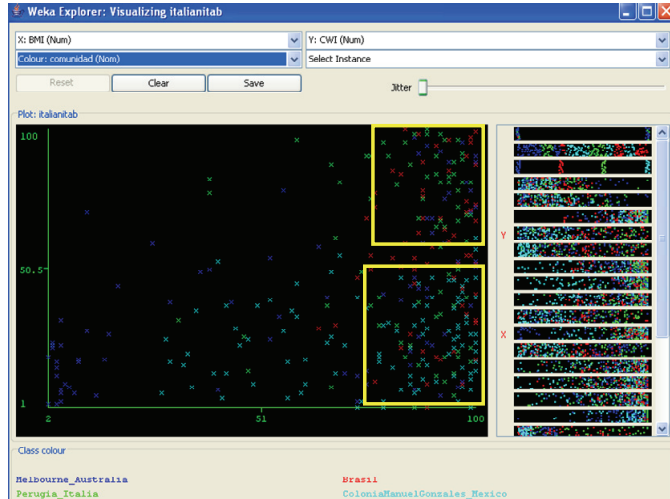 Weka Explorer: Visualizing italianitab
X: BMI (Num)
Y: CWI (Num)
Colour: comunidad (Nom)
Select Instance
Reset
Clear
Save
Jitter
Plot: italianitab
100
50.5
1
2
51
100
Y
X
Class colour
Melbourne_Australia
Brasil
Perugia_Italia
ColoniaManuelGonzales_Mexico